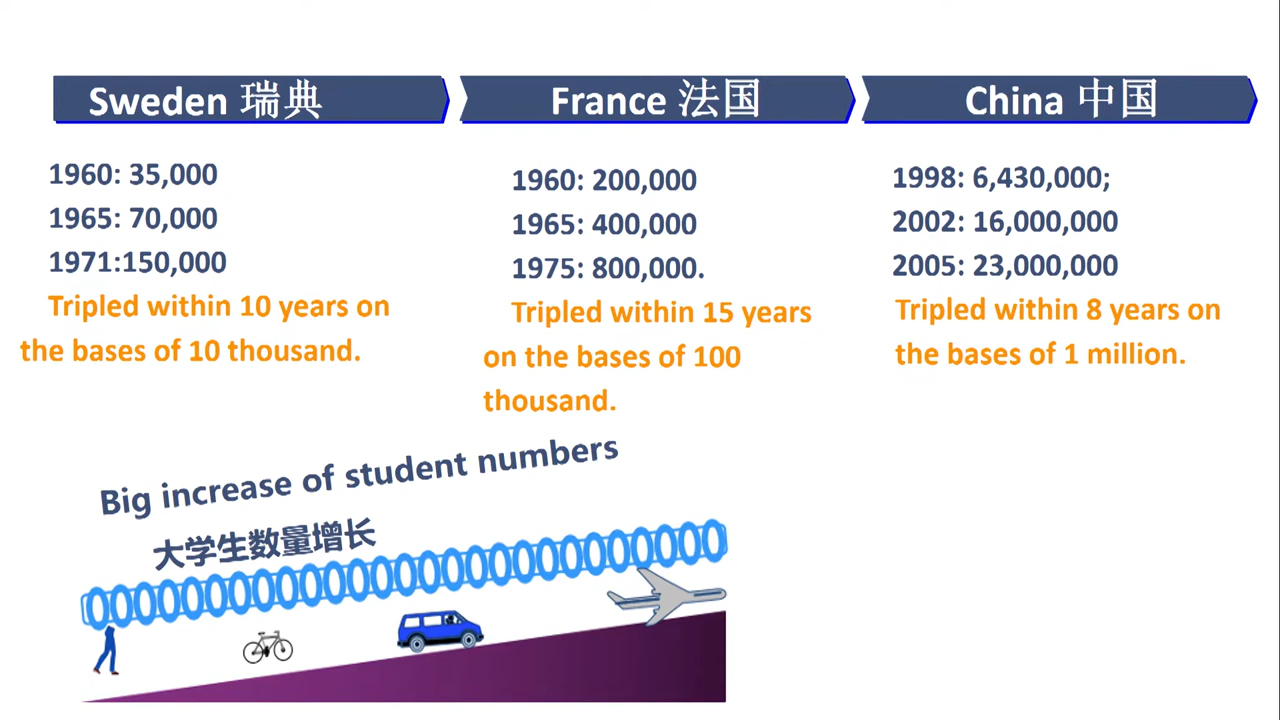 Sweden 瑞典
1960: 35,000
1965: 70,000
1971:150,000
Tripled within 10 years on
the bases of 10 thousand.
France 法国
1960: 200,000
1965: 400,000
1975: 800,000.
Tripled within 15 years
on the bases of 100
thousand.
China 中国
1998: 6,430,000;
2002: 16,000,000
2005: 23,000,000
Tripled within 8 years on
the bases of 1 million.
Big increase of student numbers
大学生数量增长